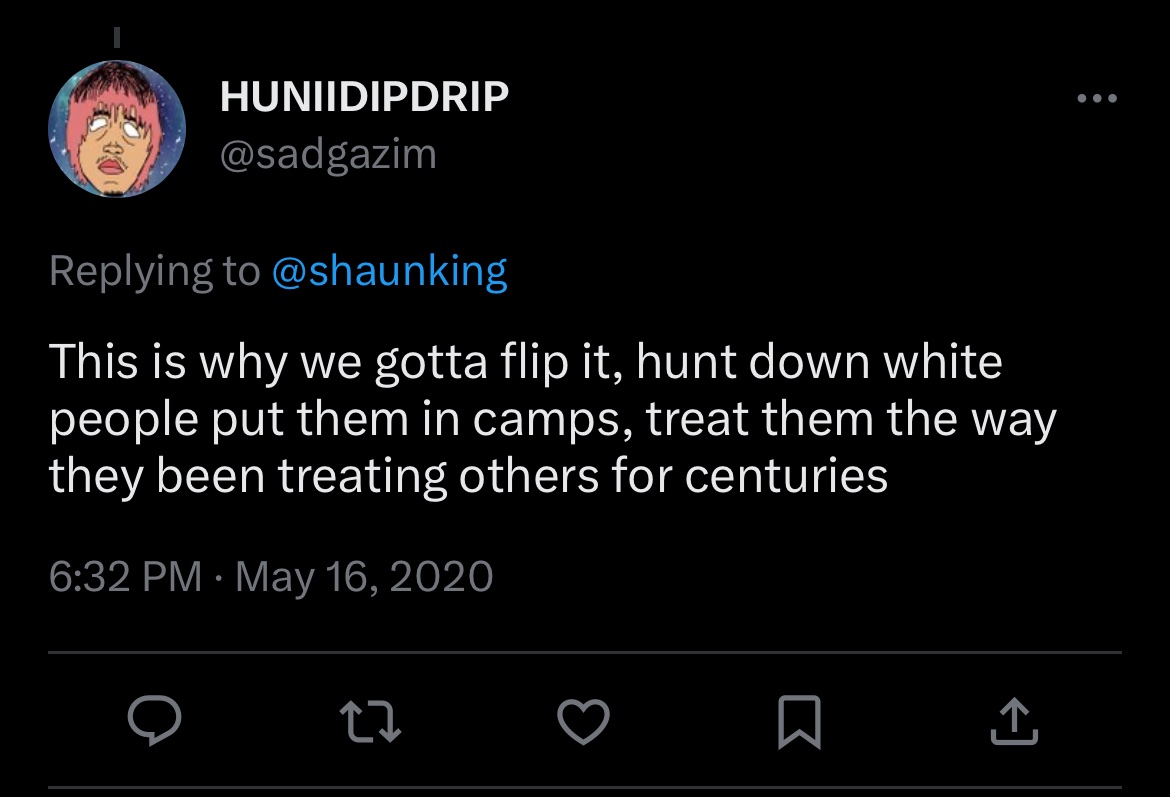 HUNIIDIPDRIP
@sadgazim
Replying to @shaunking
This is why we gotta flip it, hunt down white
people put them in camps, treat them the way
they been treating others for centuries
6:32 PM · May 16, 2020